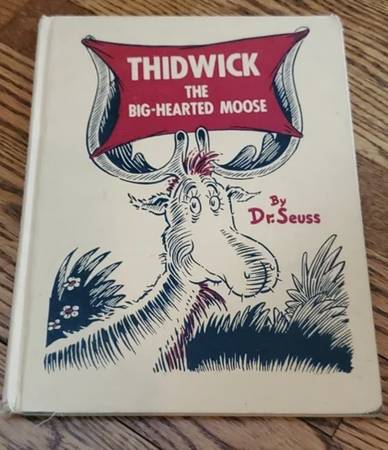 THIDWICK
THE
BIG-HEARTED MOOSE
By
Dr. Seuss